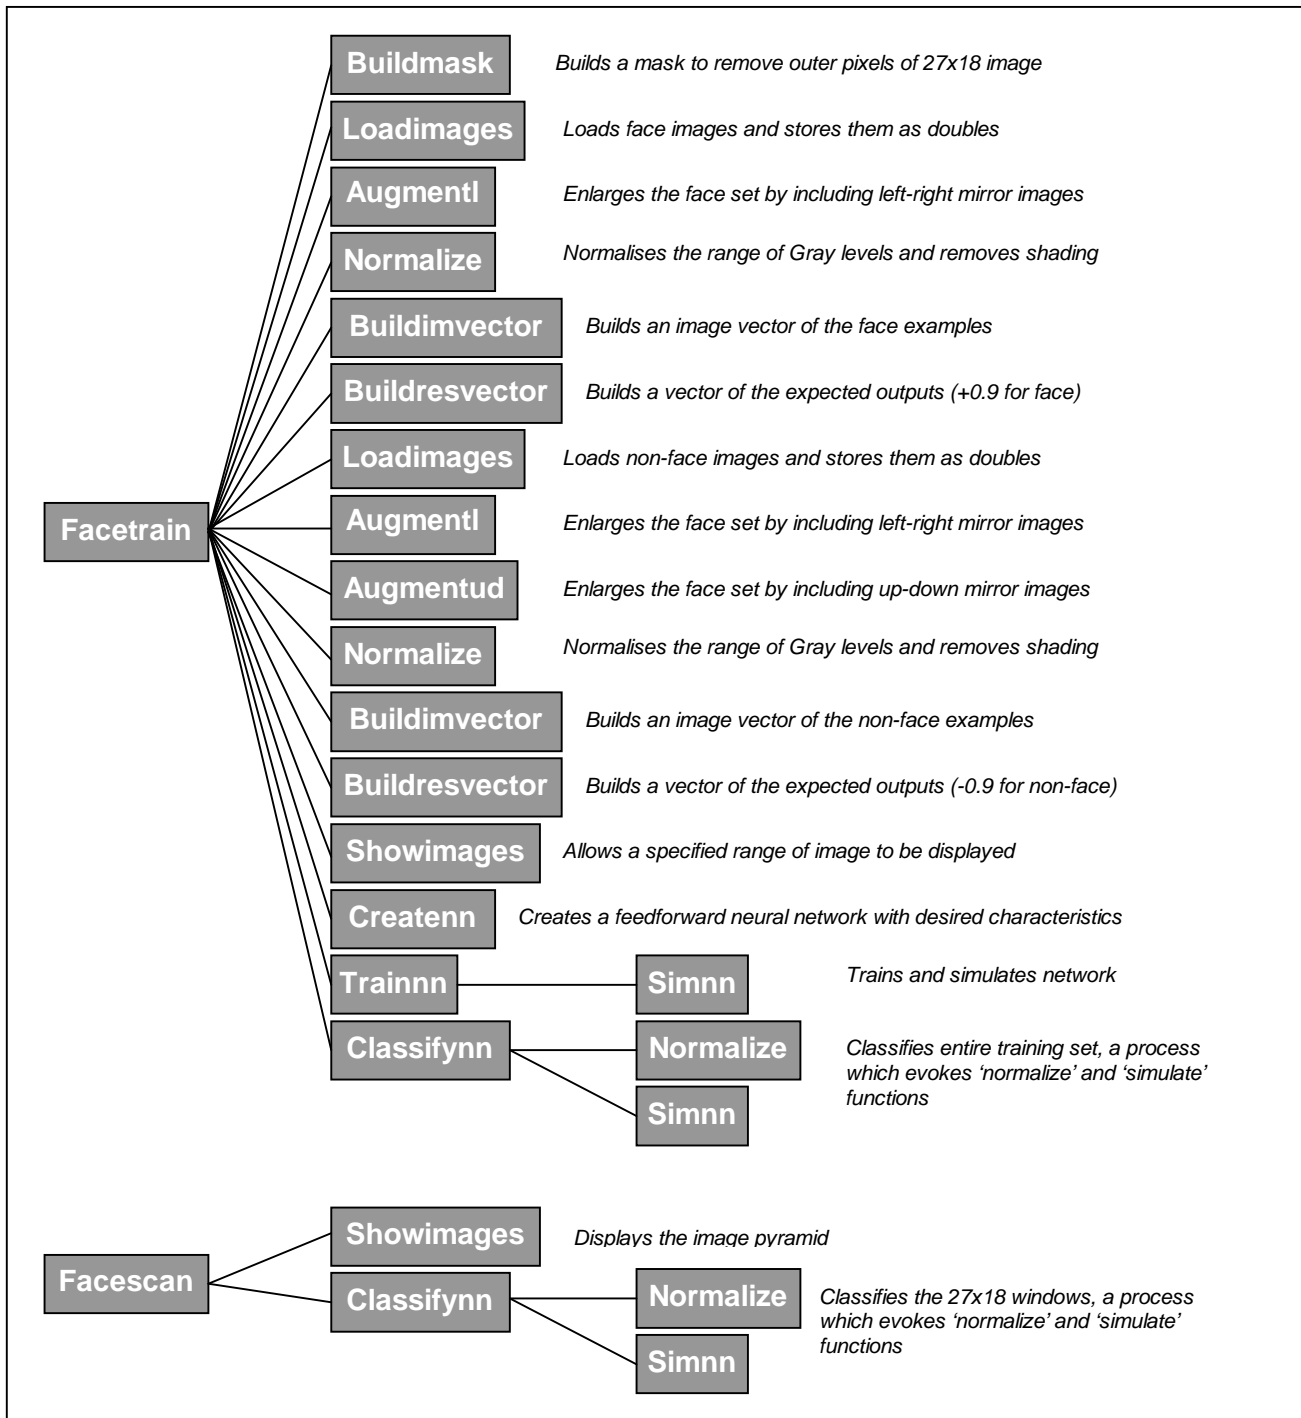 Buildmask
Builds a mask to remove outer pixels of 27x18 image
Loadimages
Loads face images and stores them as doubles
Augmentl
Enlarges the face set by including left-right mirror images
Normalize
Normalises the range of Gray levels and removes shading
Buildimvector
Builds an image vector of the face examples
Buildresvector
Builds a vector of the expected outputs (+0.9 for face)
Loadimages
Loads non-face images and stores them as doubles
Facetrain
Augmentl
Enlarges the face set by including left-right mirror images
Augmentud
Enlarges the face set by including up-down mirror images
Normalize
Normalises the range of Gray levels and removes shading
Buildimvector
Builds an image vector of the non-face examples
Buildresvector
Builds a vector of the expected outputs (-0.9 for non-face)
Showimages
Allows a specified range of image to be displayed
Createnn
Creates a feedforward neural network with desired characteristics
Trainnn
Simnn
Trains and simulates network
Classifynn
Normalize
Classifies entire training set, a process
which evokes ‘normalize’ and ‘simulate’
functions
Simnn
Showimages
Displays the image pyramid
Facescan
Classifynn
Normalize
Classifies the 27x18 windows, a process
which evokes ‘normalize’ and ‘simulate’
functions
Simnn